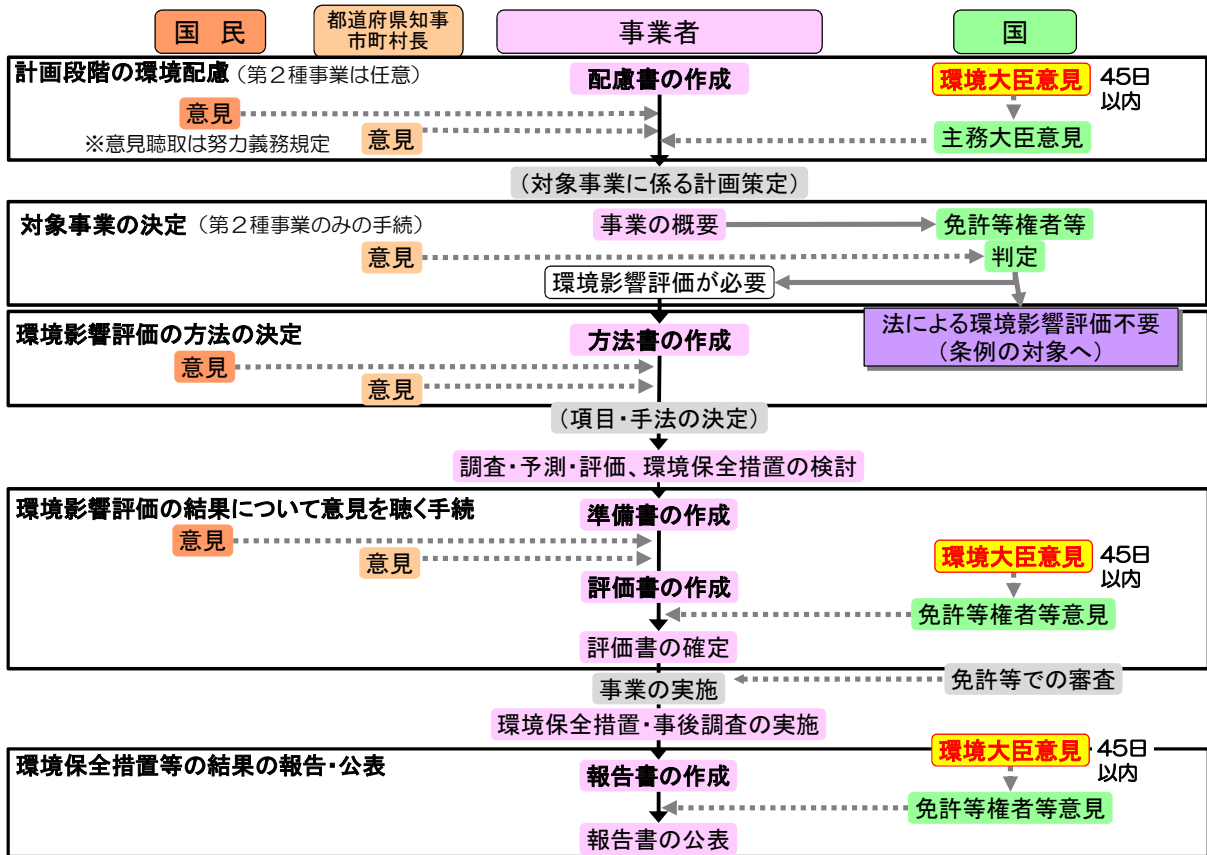 国 民
都道府県知事
市町村長
事業者
国
計画段階の環境配慮 (第2種事業は任意)
配慮書の作成
環境大臣意見
45日
以内
意見
意見
※意見聴取は努力義務規定
主務大臣意見
(対象事業に係る計画策定)
対象事業の決定 (第2種事業のみの手続)
事業の概要
免許等権者等
意見
判定
環境影響評価が必要
法による環境影響評価不要
(条例の対象へ)
環境影響評価の方法の決定
方法書の作成
意見
意見
(項目・手法の決定)
調査・予測・評価、環境保全措置の検討
環境影響評価の結果について意見を聴く手続
準備書の作成
意見
意見
環境大臣意見
45日
以内
評価書の作成
免許等権者等意見
評価書の確定
事業の実施
免許等での審査
環境保全措置・事後調査の実施
環境保全措置等の結果の報告・公表
報告書の作成
環境大臣意見
45日
以内
免許等権者等意見
報告書の公表